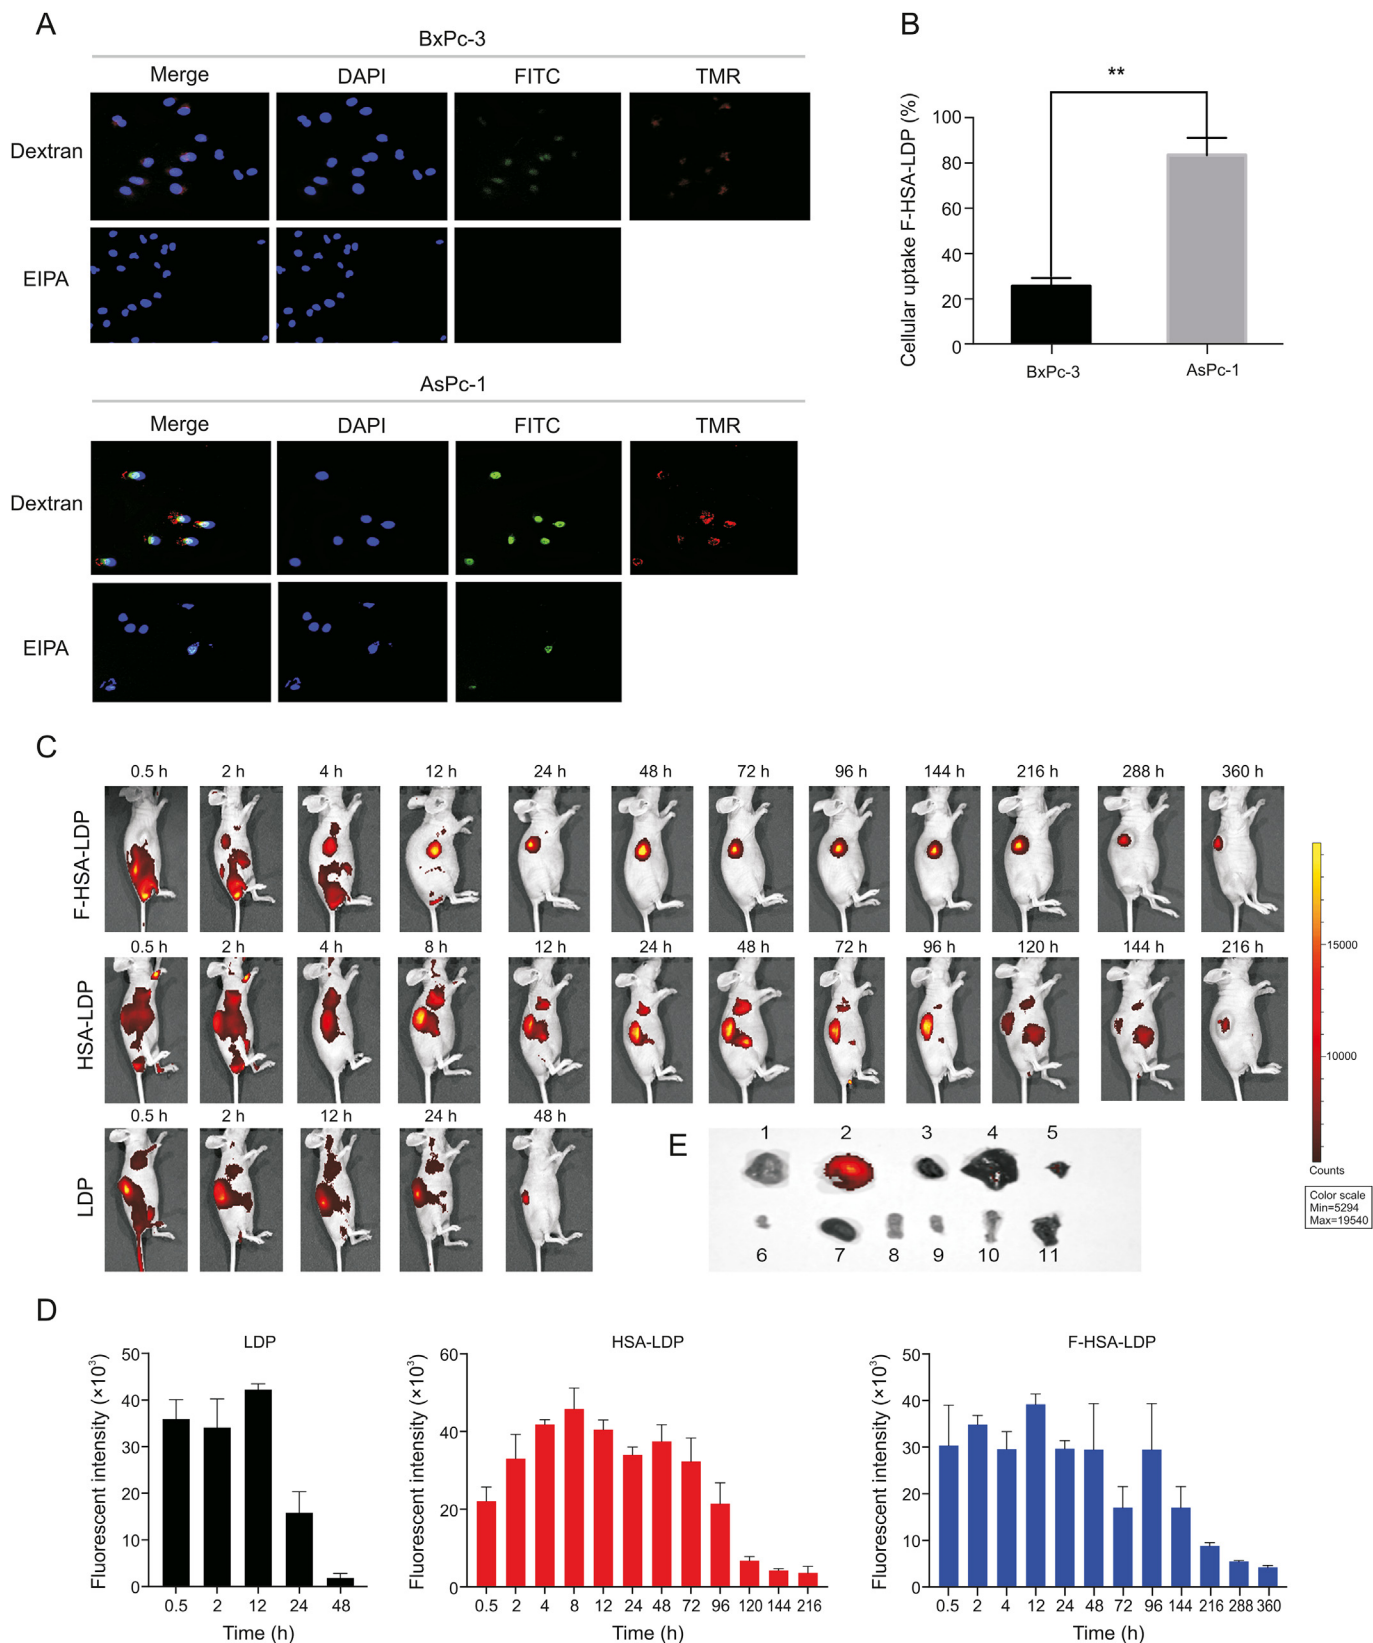 A
BxPc-3
Merge DAPI FITC TMR
Dextran
EIPA
AsPc-1
Merge DAPI FITC TMR
Dextran
EIPA
B
**
Cellular uptake F-HSA-LDP (%)
100
80
60
40
20
0
BxPc-3 AsPc-1
C
0.5 h 2 h 4 h 12 h 24 h 48 h 72 h 96 h 144 h 216 h 288 h 360 h
F-HSA-LDP
0.5 h 2 h 4 h 8 h 12 h 24 h 48 h 72 h 96 h 120 h 144 h 216 h
HSA-LDP
0.5 h 2 h 12 h 24 h 48 h
LDP
15000
10000
Counts
Color scale
Min=5294
Max=19540
E
1 2 3 4 5
6 7 8 9 10 11
D
LDP
Fluorescent intensity (×10³)
50
40
30
20
10
0
0.5 2 12 24 48
Time (h)
HSA-LDP
Fluorescent intensity (×10³)
60
40
20
0
0.5 2 4 8 12 24 48 72 96 120 144 216
Time (h)
F-HSA-LDP
Fluorescent intensity (×10³)
50
40
30
20
10
0
0.5 2 4 12 24 48 72 96 144 216 288 360
Time (h)